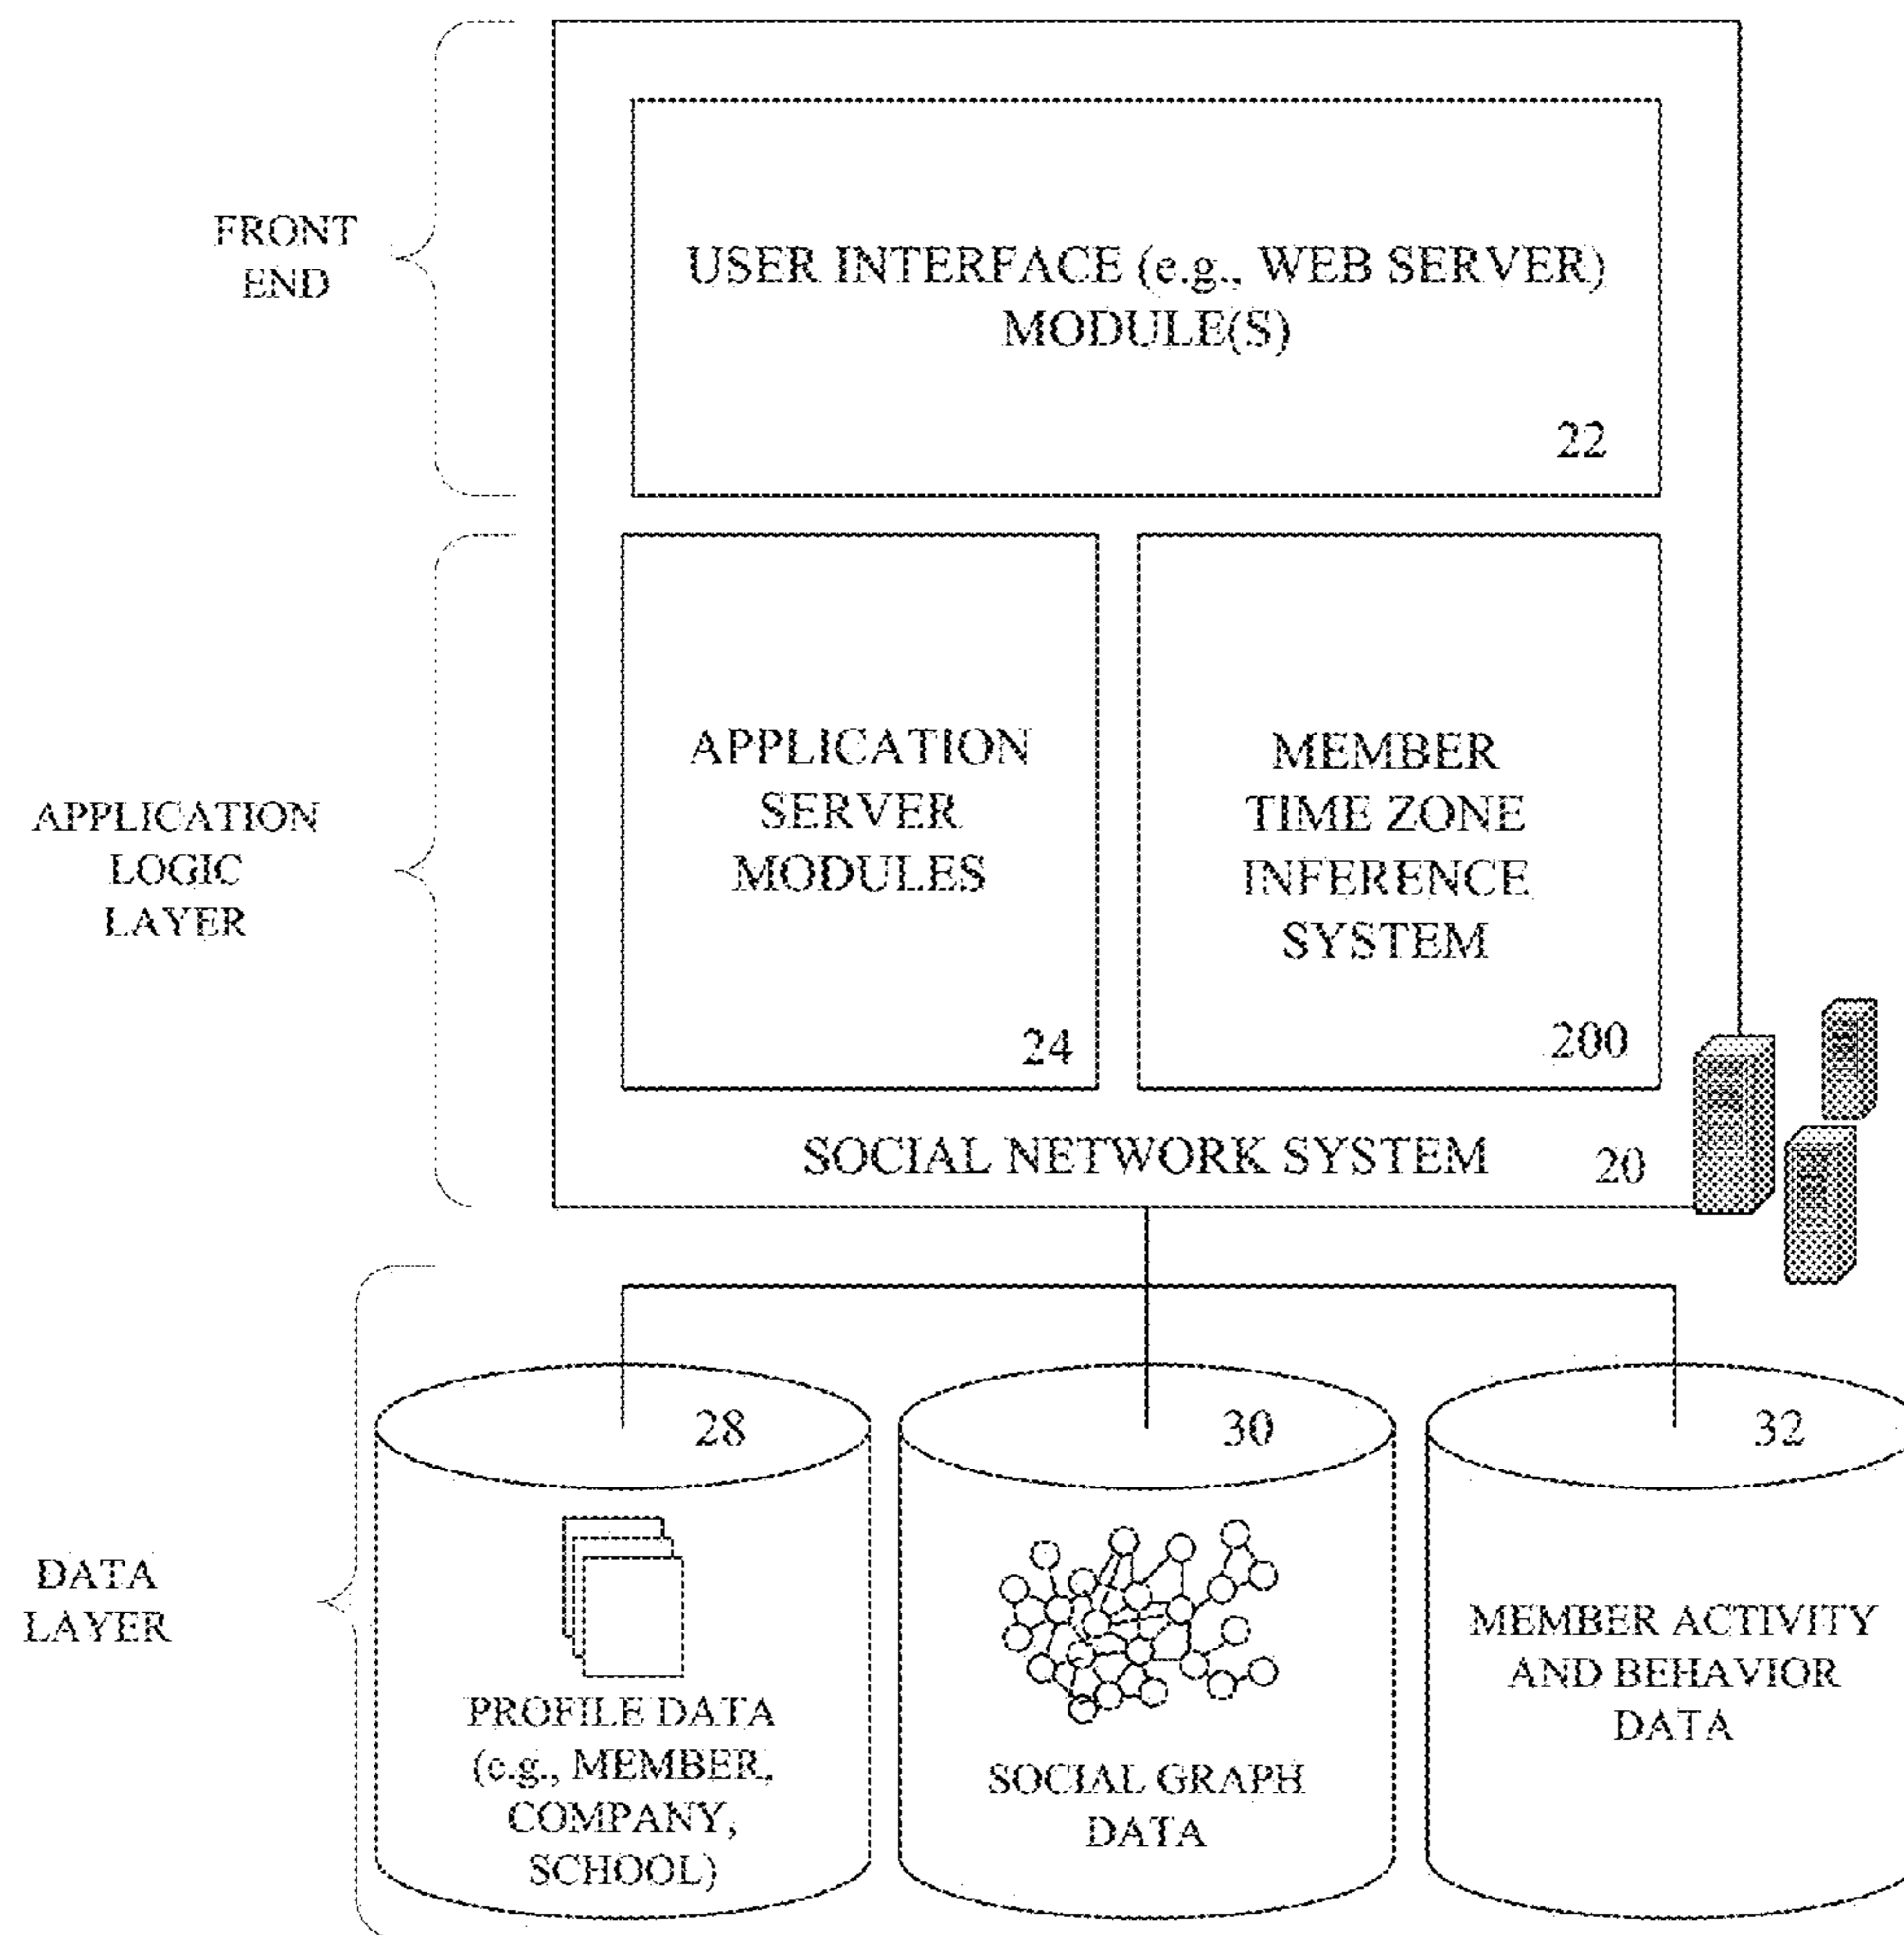 FRONT
END
USER INTERFACE (e.g., WEB SERVER)
MODULE(S)
22
APPLICATION
LOGIC
LAYER
APPLICATION
SERVER
MODULES
24
MEMBER
TIME ZONE
INFERENCE
SYSTEM
200
SOCIAL NETWORK SYSTEM
20
DATA
LAYER
28
PROFILE DATA
(e.g., MEMBER,
COMPANY,
SCHOOL)
30
SOCIAL GRAPH
DATA
32
MEMBER ACTIVITY
AND BEHAVIOR
DATA